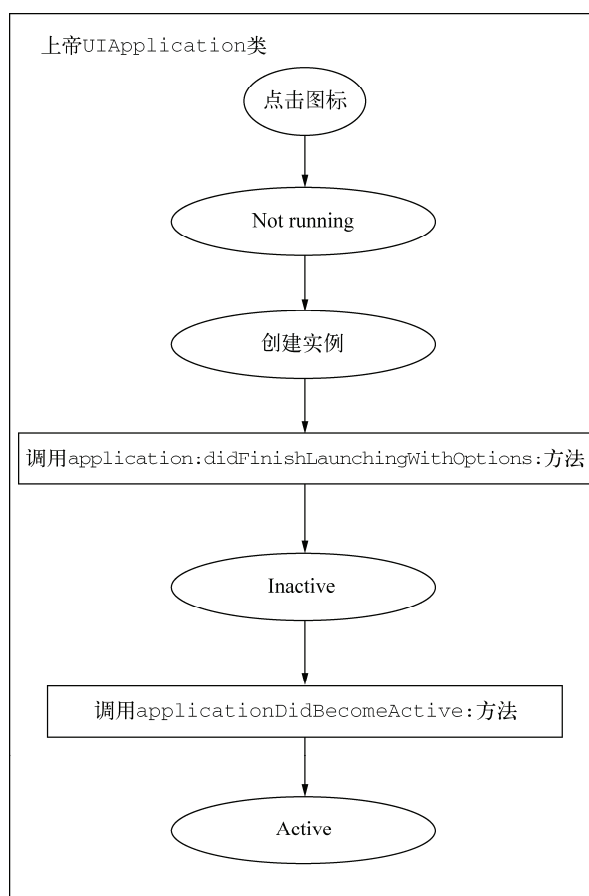 上帝UIApplication类
点击图标
Not running
创建实例
调用application:didFinishLaunchingWithOptions:方法
Inactive
调用applicationDidBecomeActive:方法
Active